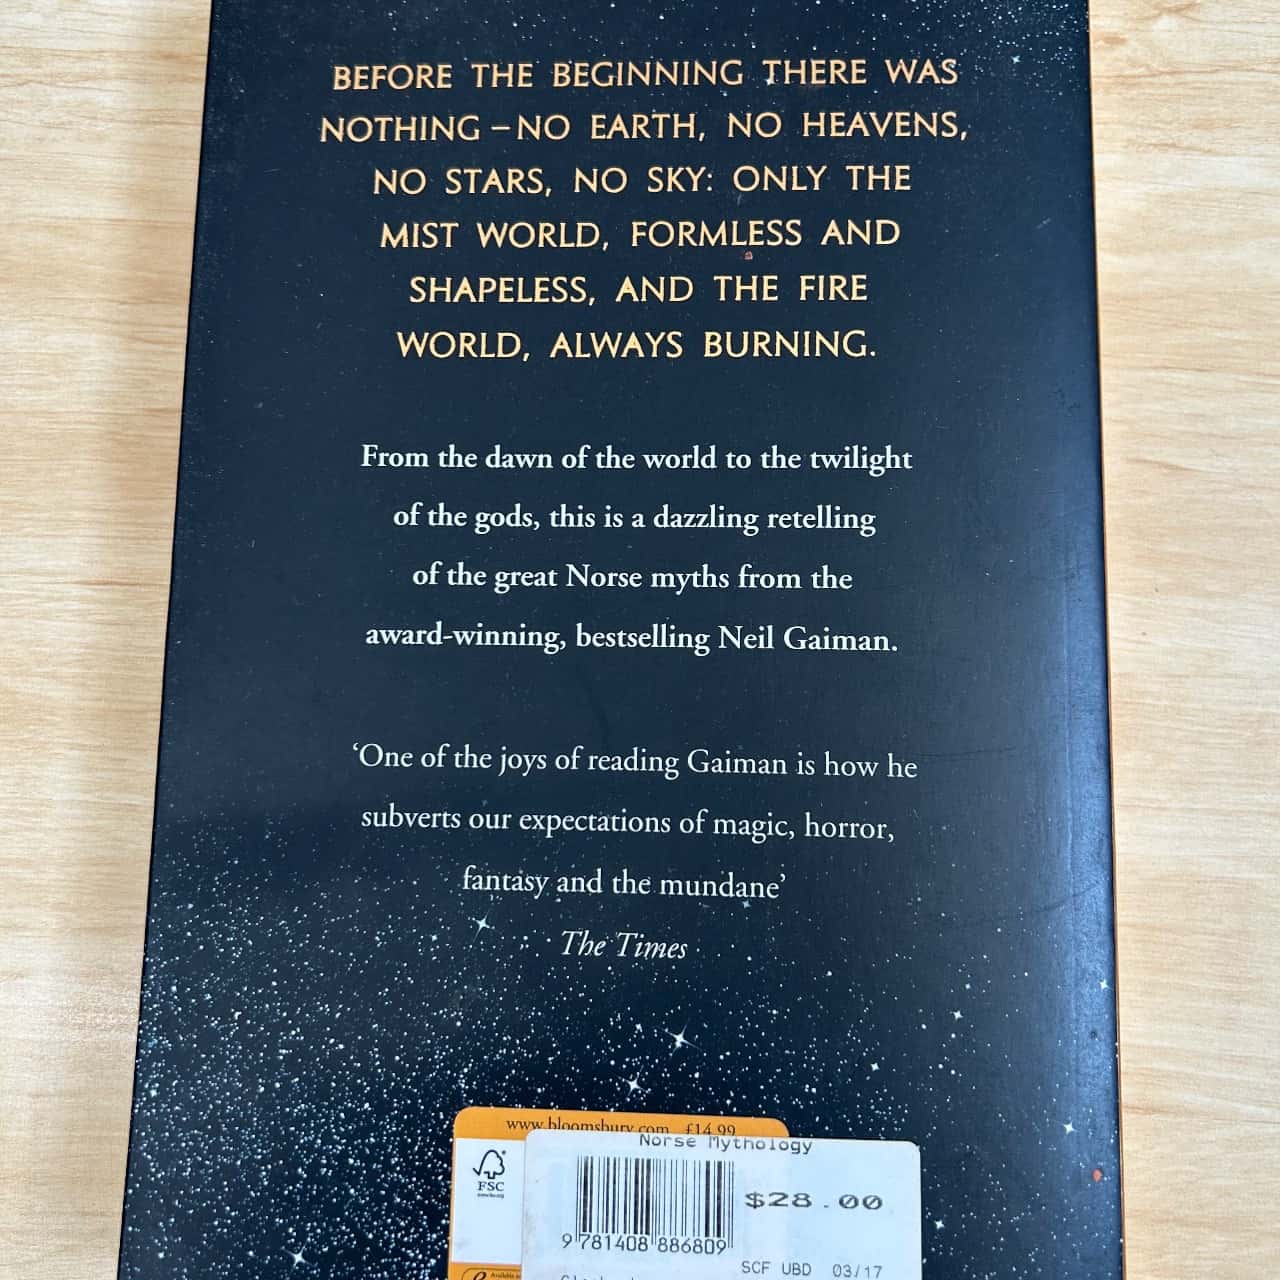 BEFORE THE BEGINNING THERE WAS
NOTHING – NO EARTH, NO HEAVENS,
NO STARS, NO SKY: ONLY THE
MIST WORLD, FORMLESS AND
SHAPELESS, AND THE FIRE
WORLD, ALWAYS BURNING.
From the dawn of the world to the twilight
of the gods, this is a dazzling retelling
of the great Norse myths from the
award-winning, bestselling Neil Gaiman.
‘One of the joys of reading Gaiman is how he
subverts our expectations of magic, horror,
fantasy and the mundane’
The Times
www.bloomsbury.com £14.99
Norse Mythology
FSC
$28.00
9 781408 886809
SCF UBD 03/17